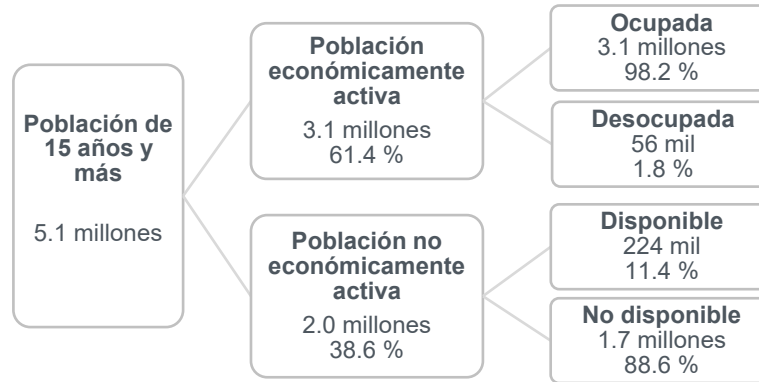 Población de
15 años y
más
5.1 millones
Población
económicamente
activa
3.1 millones
61.4 %
Población no
económicamente
activa
2.0 millones
38.6 %
Ocupada
3.1 millones
98.2 %
Desocupada
56 mil
1.8 %
Disponible
224 mil
11.4 %
No disponible
1.7 millones
88.6 %